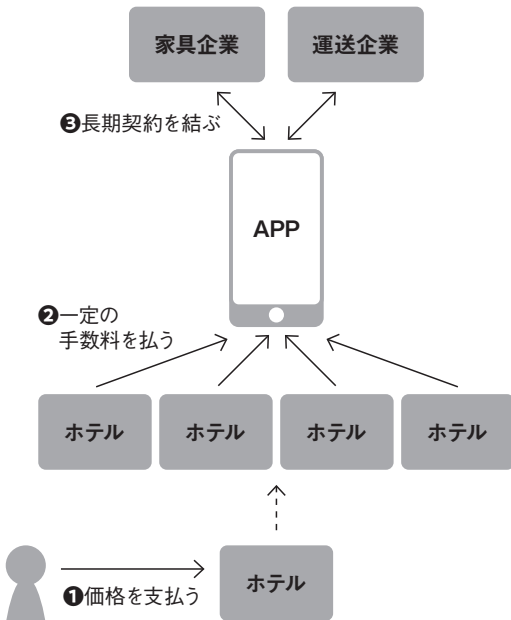 家具企業
運送企業
❸長期契約を結ぶ
APP
❷一定の
手数料を払う
ホテル
ホテル
ホテル
ホテル
ホテル
❶価格を支払う